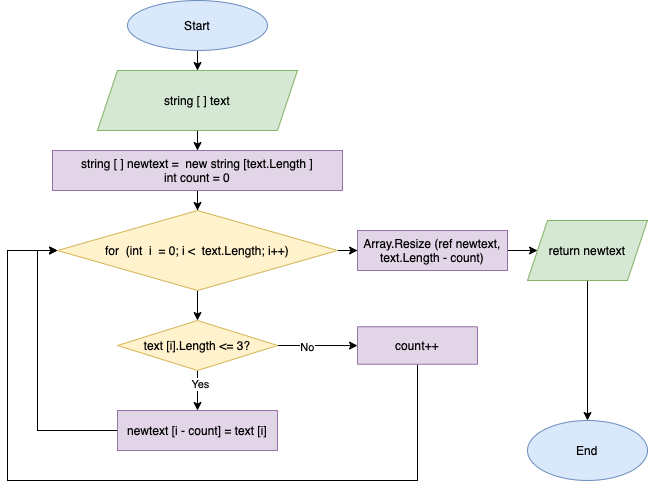 Start
string [ ] text
string [ ] newtext =  new string [text.Length ]
int count = 0
for  (int  i  = 0; i <  text.Length; i++)
Array.Resize (ref newtext,
text.Length - count)
return newtext
text [i].Length <= 3?
No
count++
Yes
newtext [i - count] = text [i]
End